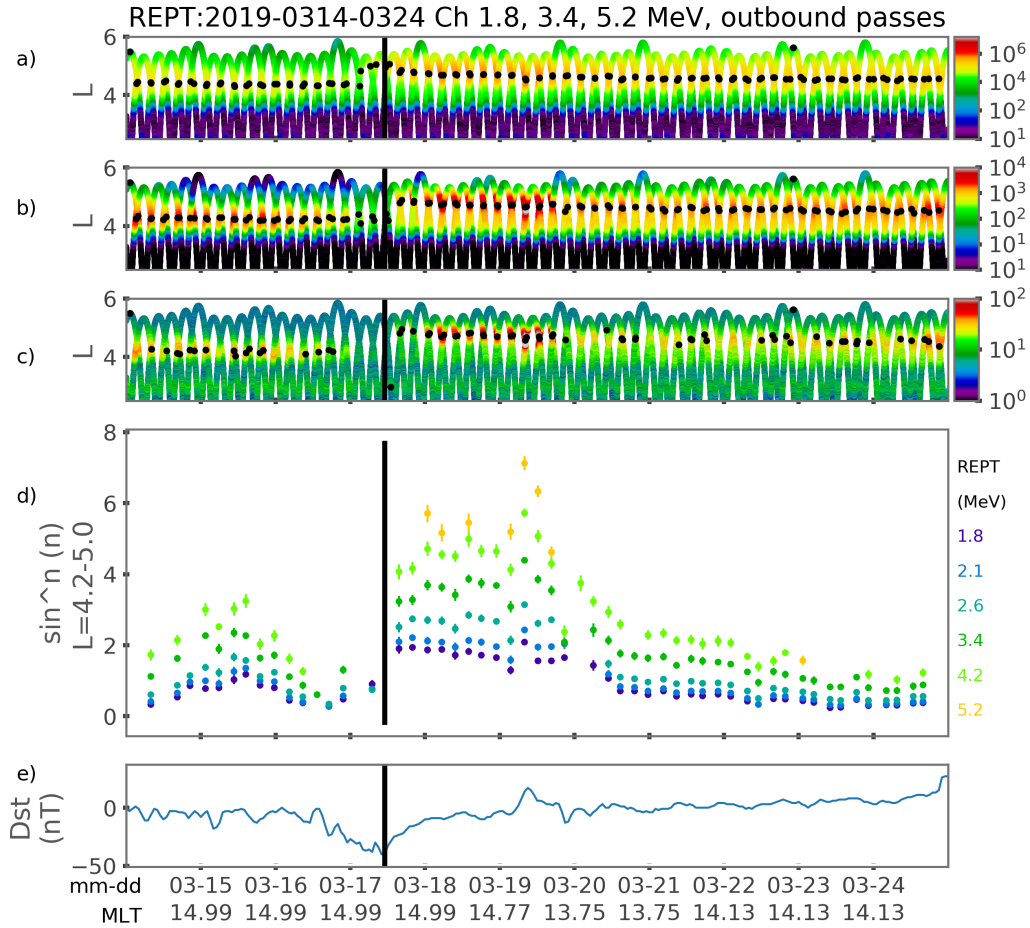 REPT:2019-0314-0324 Ch 1.8, 3.4, 5.2 MeV, outbound passes
a)
L
6
4
10^6
10^4
10^2
10^1
b)
L
6
4
10^4
10^3
10^2
10^1
10^1
c)
L
6
4
10^2
10^1
10^0
d)
sin^n (n)
L=4.2-5.0
8
6
4
2
0
REPT
(MeV)
1.8
2.1
2.6
3.4
4.2
5.2
e)
Dst
(nT)
0
−50
mm-dd 03-15 03-16 03-17 03-18 03-19 03-20 03-21 03-22 03-23 03-24
MLT 14.99 14.99 14.99 14.99 14.77 13.75 13.75 14.13 14.13 14.13